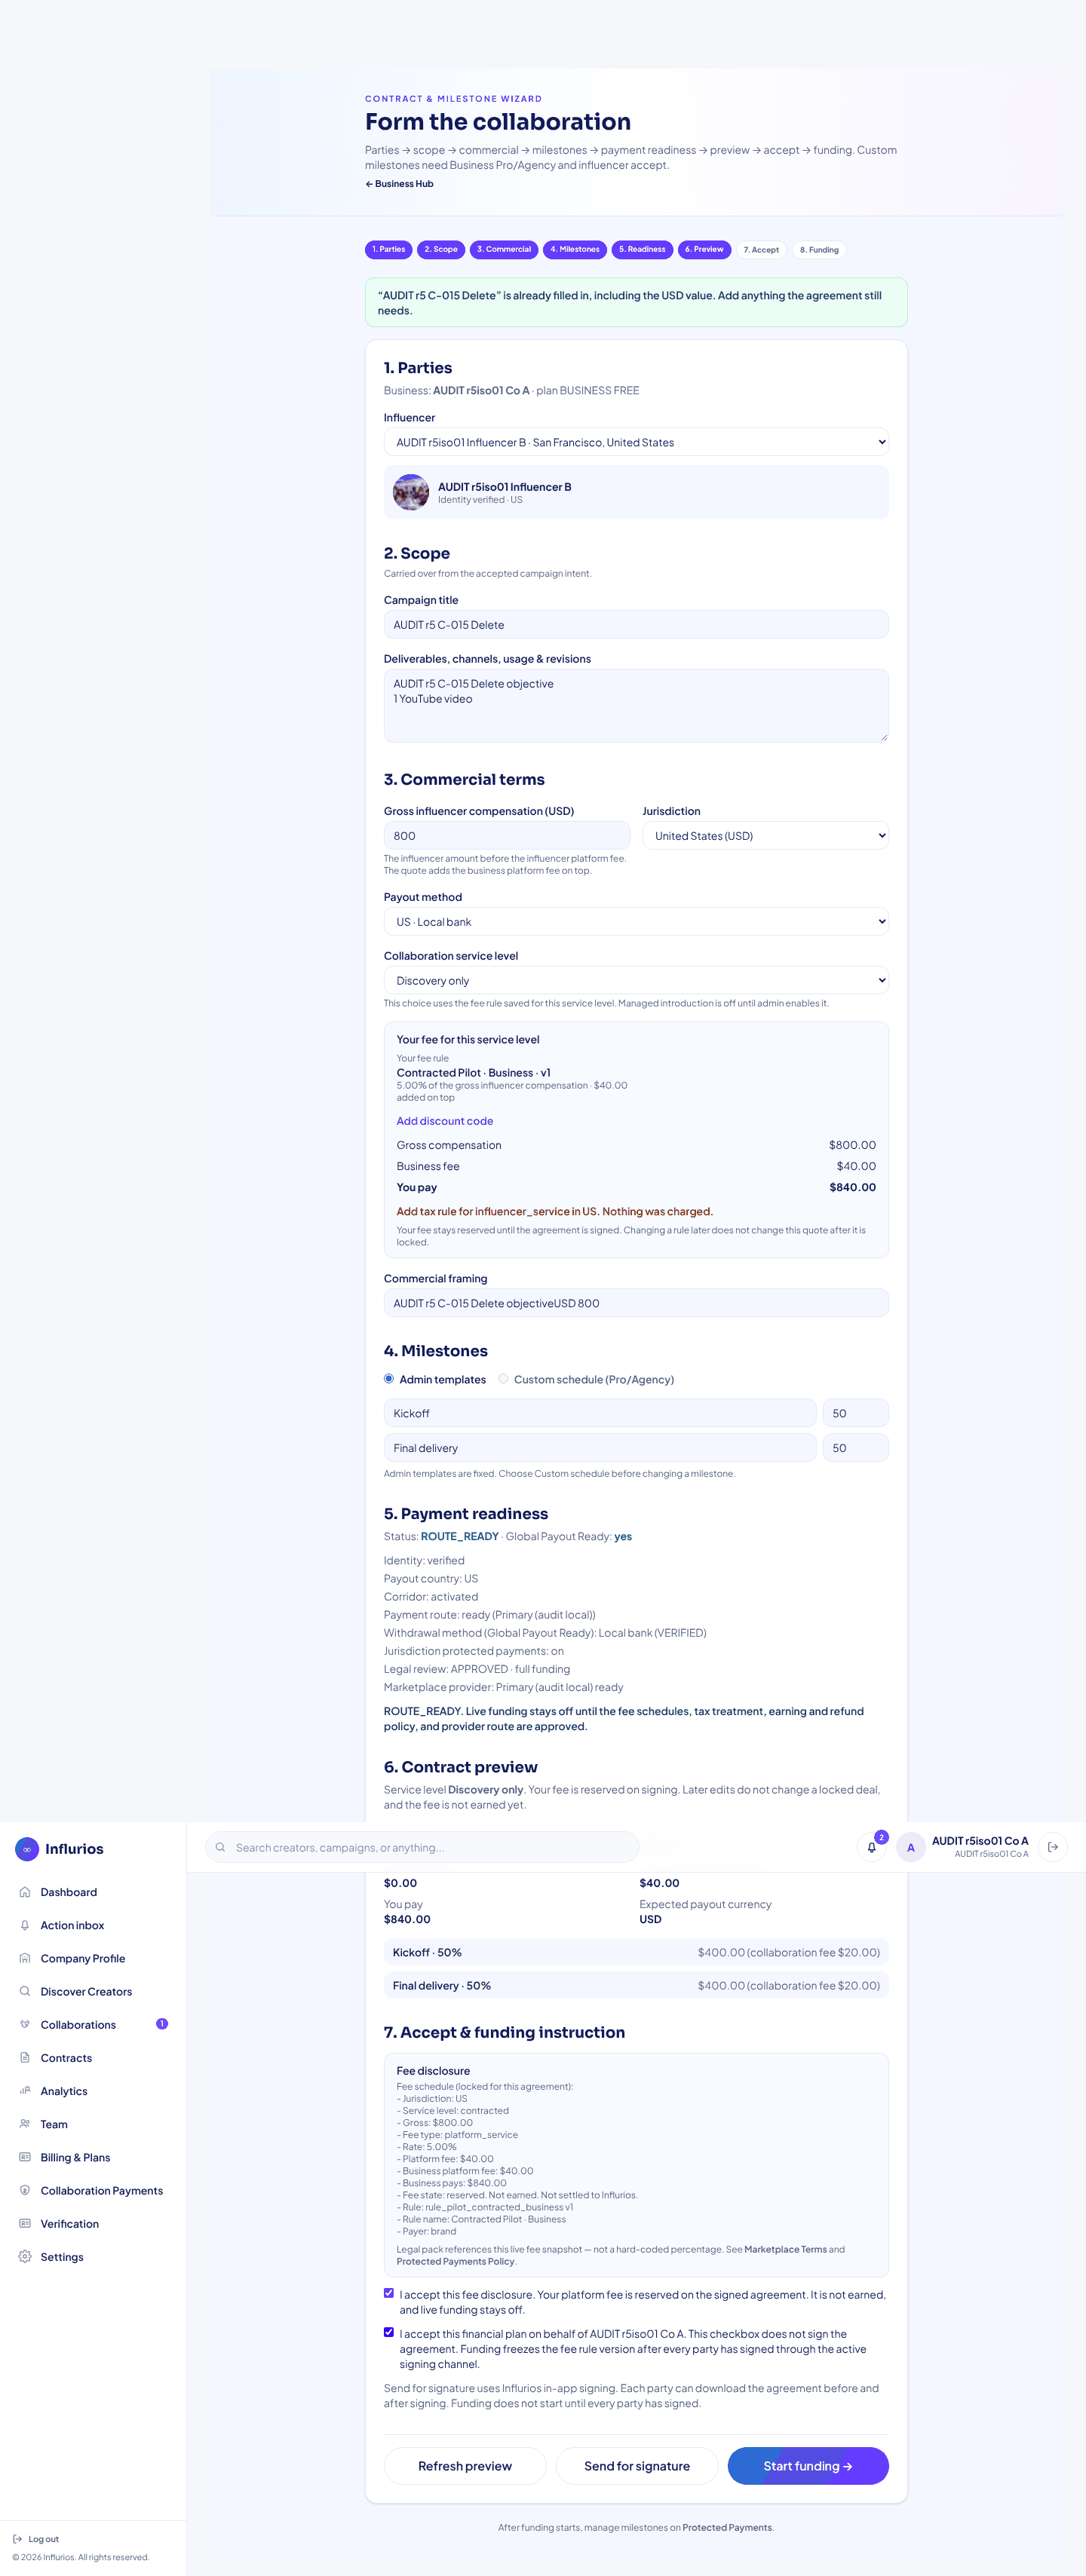 CONTRACT & MILESTONE WIZARD
Form the collaboration
Parties → scope → commercial → milestones → payment readiness → preview → accept → funding. Custom
milestones need Business Pro/Agency and influencer accept.
← Business Hub
1. Parties 2. Scope 3. Commercial 4. Milestones 5. Readiness 6. Preview 7. Accept 8. Funding
“AUDIT r5 C-015 Delete” is already filled in, including the USD value. Add anything the agreement still
needs.
1. Parties
Business: AUDIT r5iso01 Co A · plan BUSINESS FREE
Influencer
AUDIT r5iso01 Influencer B · San Francisco, United States
AUDIT r5iso01 Influencer B
Identity verified · US
2. Scope
Carried over from the accepted campaign intent.
Campaign title
AUDIT r5 C-015 Delete
Deliverables, channels, usage & revisions
AUDIT r5 C-015 Delete objective
1 YouTube video
3. Commercial terms
Gross influencer compensation (USD) Jurisdiction
800 United States (USD)
The influencer amount before the influencer platform fee.
The quote adds the business platform fee on top.
Payout method
US · Local bank
Collaboration service level
Discovery only
This choice uses the fee rule saved for this service level. Managed introduction is off until admin enables it.
Your fee for this service level
Your fee rule
Contracted Pilot · Business · v1
5.00% of the gross influencer compensation · $40.00
added on top
Add discount code
Gross compensation $800.00
Business fee $40.00
You pay $840.00
Add tax rule for influencer_service in US. Nothing was charged.
Your fee stays reserved until the agreement is signed. Changing a rule later does not change this quote after it is
locked.
Commercial framing
AUDIT r5 C-015 Delete objectiveUSD 800
4. Milestones
Admin templates Custom schedule (Pro/Agency)
Kickoff 50
Final delivery 50
Admin templates are fixed. Choose Custom schedule before changing a milestone.
5. Payment readiness
Status: ROUTE_READY · Global Payout Ready: yes
Identity: verified
Payout country: US
Corridor: activated
Payment route: ready (Primary (audit local))
Withdrawal method (Global Payout Ready): Local bank (VERIFIED)
Jurisdiction protected payments: on
Legal review: APPROVED · full funding
Marketplace provider: Primary (audit local) ready
ROUTE_READY. Live funding stays off until the fee schedules, tax treatment, earning and refund
policy, and provider route are approved.
6. Contract preview
Service level Discovery only. Your fee is reserved on signing. Later edits do not change a locked deal,
and the fee is not earned yet.
Influrios
Search creators, campaigns, or anything...
2
A
AUDIT r5iso01 Co A
AUDIT r5iso01 Co A
Dashboard
Action inbox
Company Profile
Discover Creators
Collaborations 1
Contracts
Analytics
Team
Billing & Plans
Collaboration Payments
Verification
Settings
Log out
© 2026 Influrios. All rights reserved.
$0.00 $40.00
You pay Expected payout currency
$840.00 USD
Kickoff · 50% $400.00 (collaboration fee $20.00)
Final delivery · 50% $400.00 (collaboration fee $20.00)
7. Accept & funding instruction
Fee disclosure
Fee schedule (locked for this agreement):
- Jurisdiction: US
- Service level: contracted
- Gross: $800.00
- Fee type: platform_service
- Rate: 5.00%
- Platform fee: $40.00
- Business platform fee: $40.00
- Business pays: $840.00
- Fee state: reserved. Not earned. Not settled to Influrios.
- Rule: rule_pilot_contracted_business v1
- Rule name: Contracted Pilot · Business
- Payer: brand
Legal pack references this live fee snapshot — not a hard-coded percentage. See Marketplace Terms and
Protected Payments Policy.
I accept this fee disclosure. Your platform fee is reserved on the signed agreement. It is not earned,
and live funding stays off.
I accept this financial plan on behalf of AUDIT r5iso01 Co A. This checkbox does not sign the
agreement. Funding freezes the fee rule version after every party has signed through the active
signing channel.
Send for signature uses Influrios in-app signing. Each party can download the agreement before and
after signing. Funding does not start until every party has signed.
Refresh preview Send for signature Start funding →
After funding starts, manage milestones on Protected Payments.